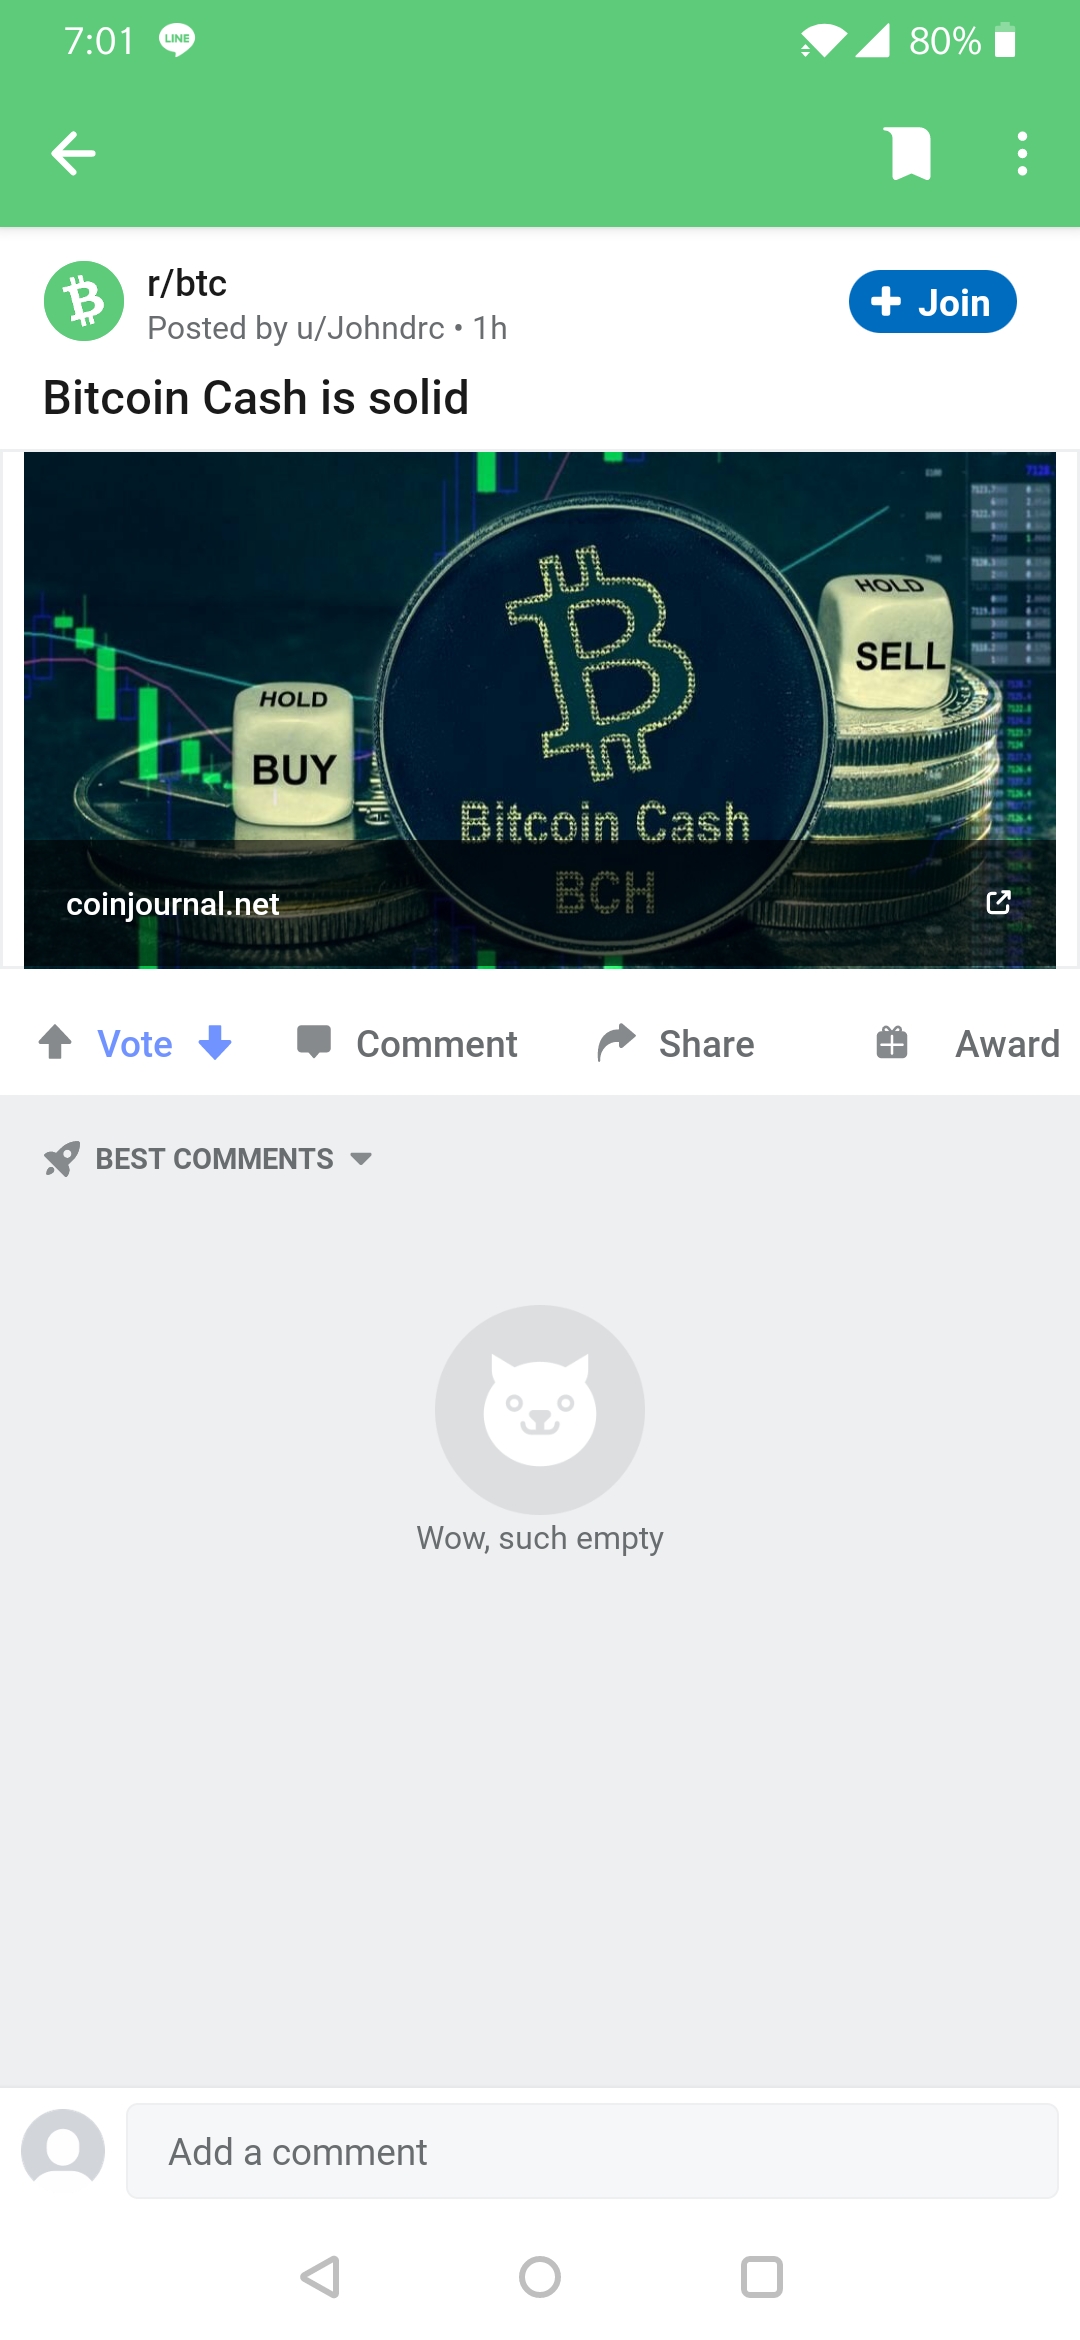 7:01 LINE 80%
r/btc
Posted by u/Johndrc • 1h
Join
Bitcoin Cash is solid
HOLD
BUY
HOLD
SELL
Bitcoin Cash
BCH
coinjournal.net
Vote Comment Share Award
BEST COMMENTS
Wow, such empty
Add a comment